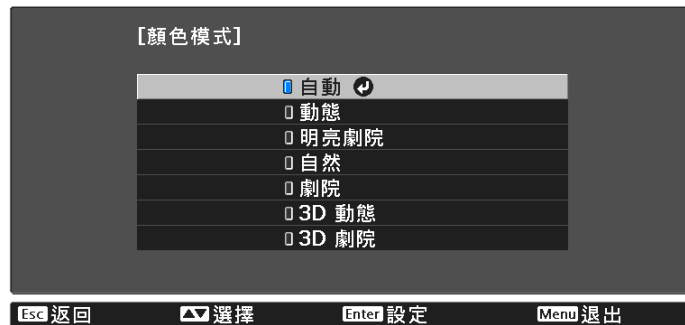 [顏色模式]
自動
動態
明亮劇院
自然
劇院
3D 動態
3D 劇院
Esc 返回 選擇 Enter 設定 Menu 退出